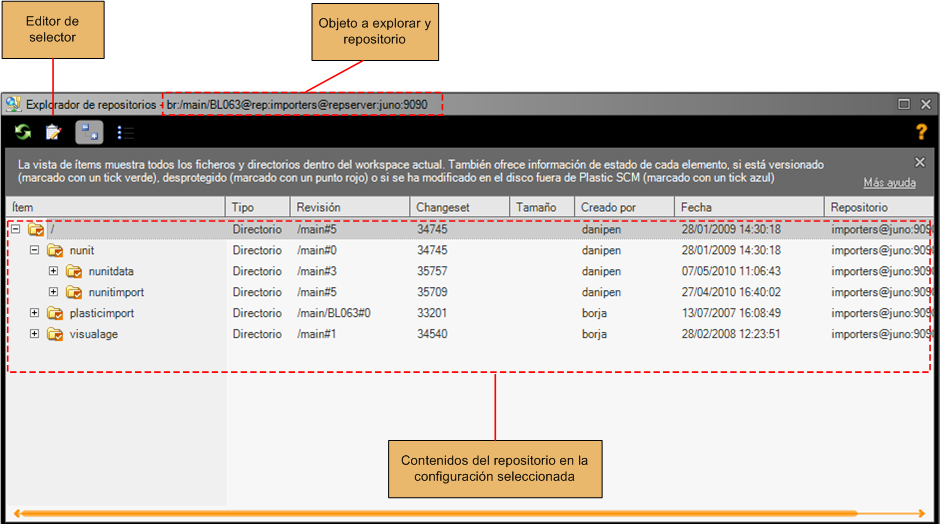 Editor de
selector
Objeto a explorar y
repositorio
Explorador de repositorios - br:/main/BL063@rep:importers@repserver:juno:9090
?
La vista de ítems muestra todos los ficheros y directorios dentro del workspace actual. También ofrece información de estado de cada elemento, si está versionado
(marcado con un tick verde), desprotegido (marcado con un punto rojo) o si se ha modificado en el disco fuera de Plastic SCM (marcado con un tick azul)
Más ayuda
Ítem Tipo Revisión Changeset Tamaño Creado por Fecha Repositorio
/ Directorio /main#5 34745 danipen 28/01/2009 14:30:18 importers@juno:9090
nunit Directorio /main#0 34745 danipen 28/01/2009 14:30:18 importers@juno:9090
nunitdata Directorio /main#3 35757 danipen 07/05/2010 11:06:43 importers@juno:9090
nunitimport Directorio /main#5 35709 danipen 27/04/2010 16:40:02 importers@juno:9090
plasticimport Directorio /main/BL063#0 33201 borja 13/07/2007 16:08:49 importers@juno:9090
visualage Directorio /main#1 34540 borja 28/02/2008 12:23:51 importers@juno:9090
Contenidos del repositorio en la
configuración seleccionada